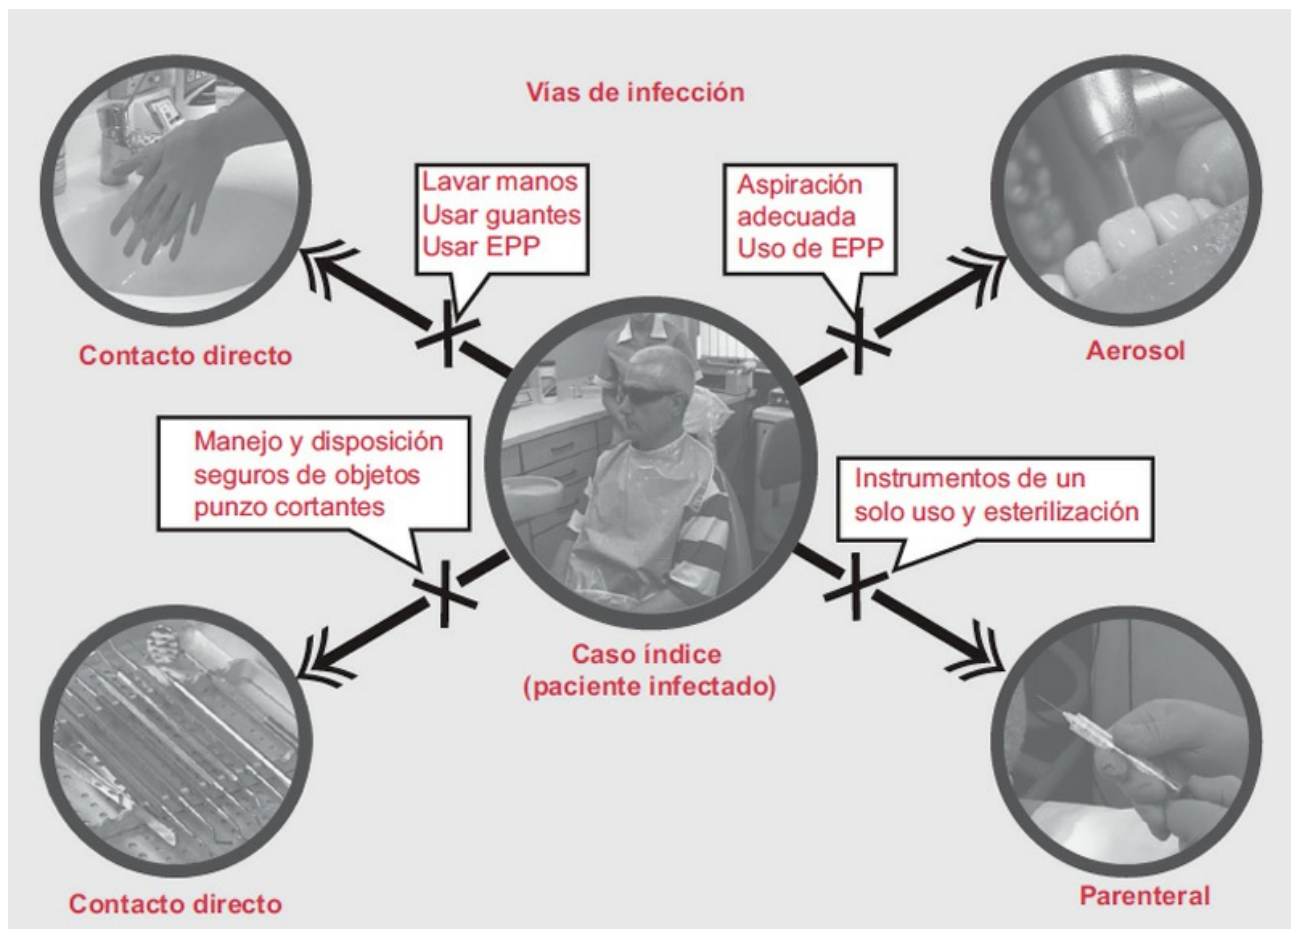 Vías de infección
Lavar manos
Usar guantes
Usar EPP
Aspiración
adecuada
Uso de EPP
Contacto directo
Aerosol
Manejo y disposición
seguros de objetos
punzo cortantes
Instrumentos de un
solo uso y esterilización
Caso índice
(paciente infectado)
Contacto directo
Parenteral